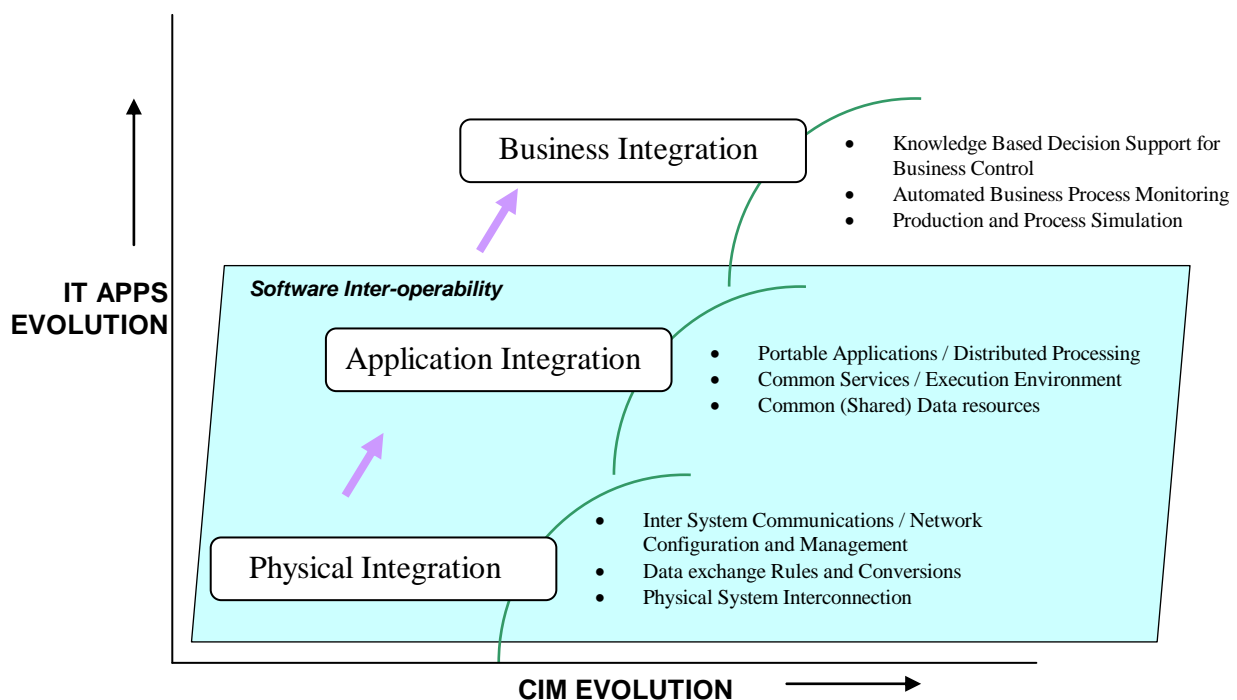 Business Integration
• Knowledge Based Decision Support for
Business Control
• Automated Business Process Monitoring
• Production and Process Simulation
IT APPS
EVOLUTION
Software Inter-operability
Application Integration
• Portable Applications / Distributed Processing
• Common Services / Execution Environment
• Common (Shared) Data resources
Physical Integration
• Inter System Communications / Network
Configuration and Management
• Data exchange Rules and Conversions
• Physical System Interconnection
CIM EVOLUTION